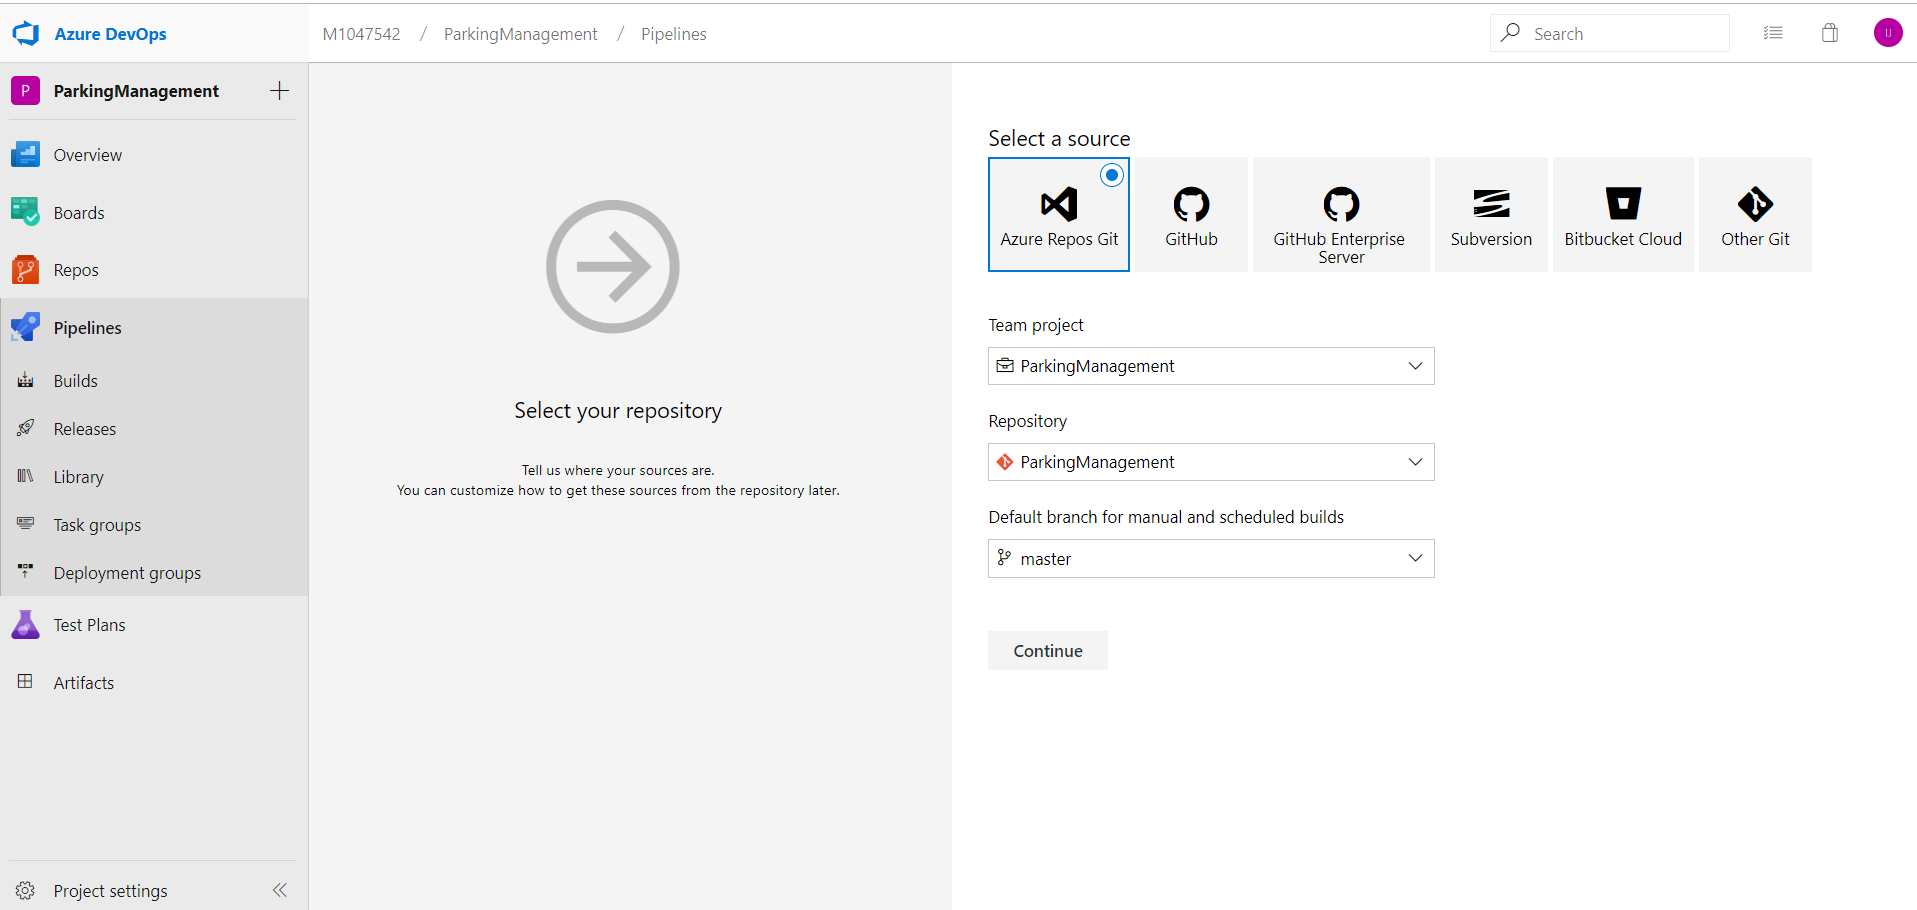 Azure DevOps
M1047542 / ParkingManagement / Pipelines
Search
IJ
P ParkingManagement
Overview
Boards
Repos
Pipelines
Builds
Releases
Library
Task groups
Deployment groups
Test Plans
Artifacts
Project settings
Select your repository
Tell us where your sources are.
You can customize how to get these sources from the repository later.
Select a source
Azure Repos Git
GitHub
GitHub Enterprise
Server
Subversion
Bitbucket Cloud
Other Git
Team project
ParkingManagement
Repository
ParkingManagement
Default branch for manual and scheduled builds
master
Continue